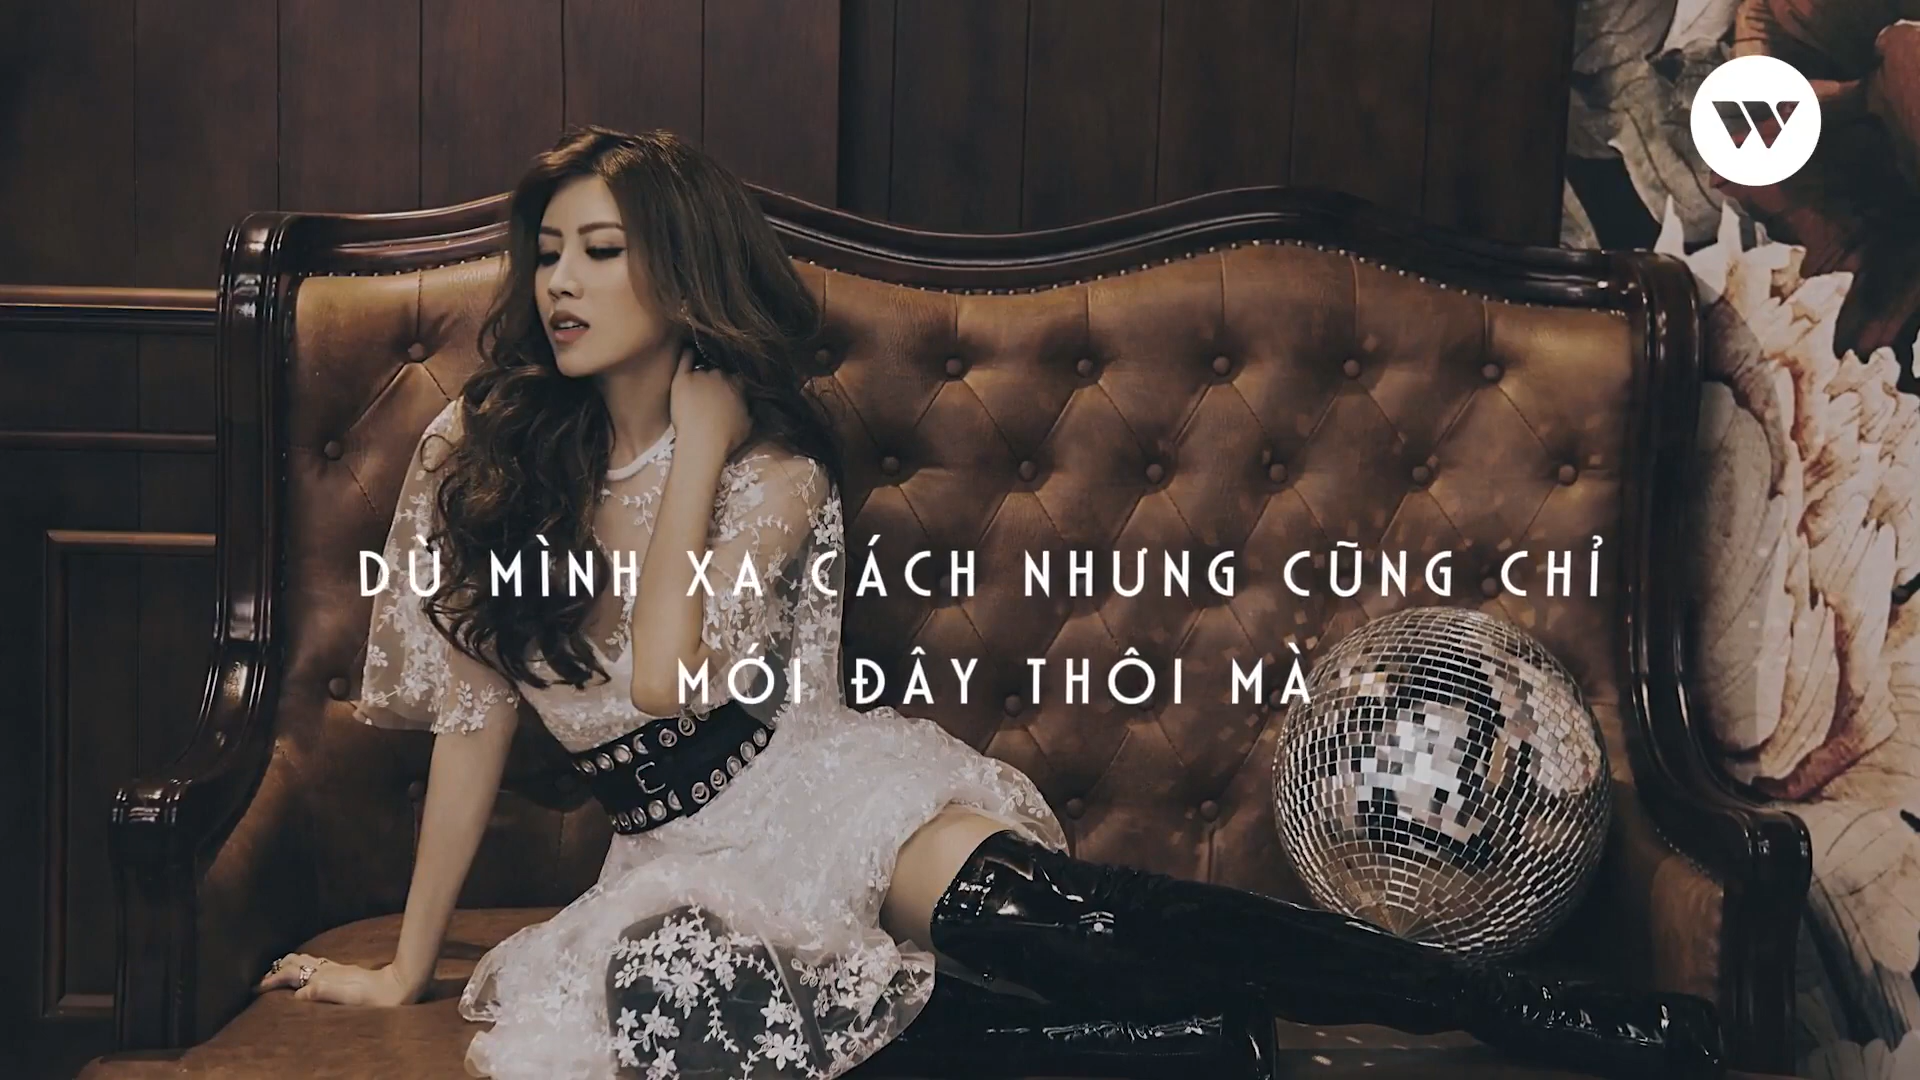 DÙ MÌNH XA CÁCH NHƯNG CŨNG CHỈ
MỚI ĐÂY THÔI MÀ